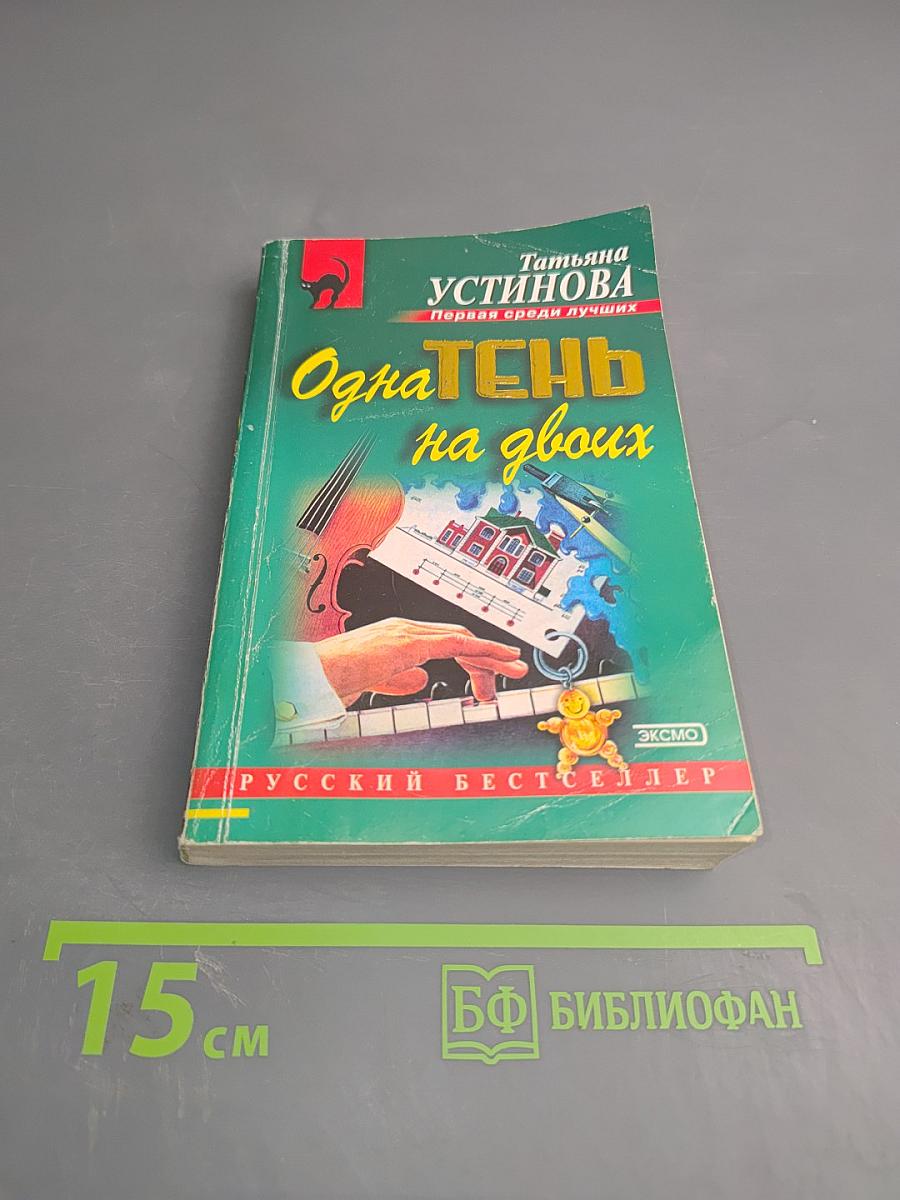 Татьяна
УСТИНОВА
Первая среди лучших
Одна ТЕНЬ
на двоих
ЭКСМО
РУССКИЙ БЕСТСЕЛЛЕР
15 см
БФ БИБЛИОФАН